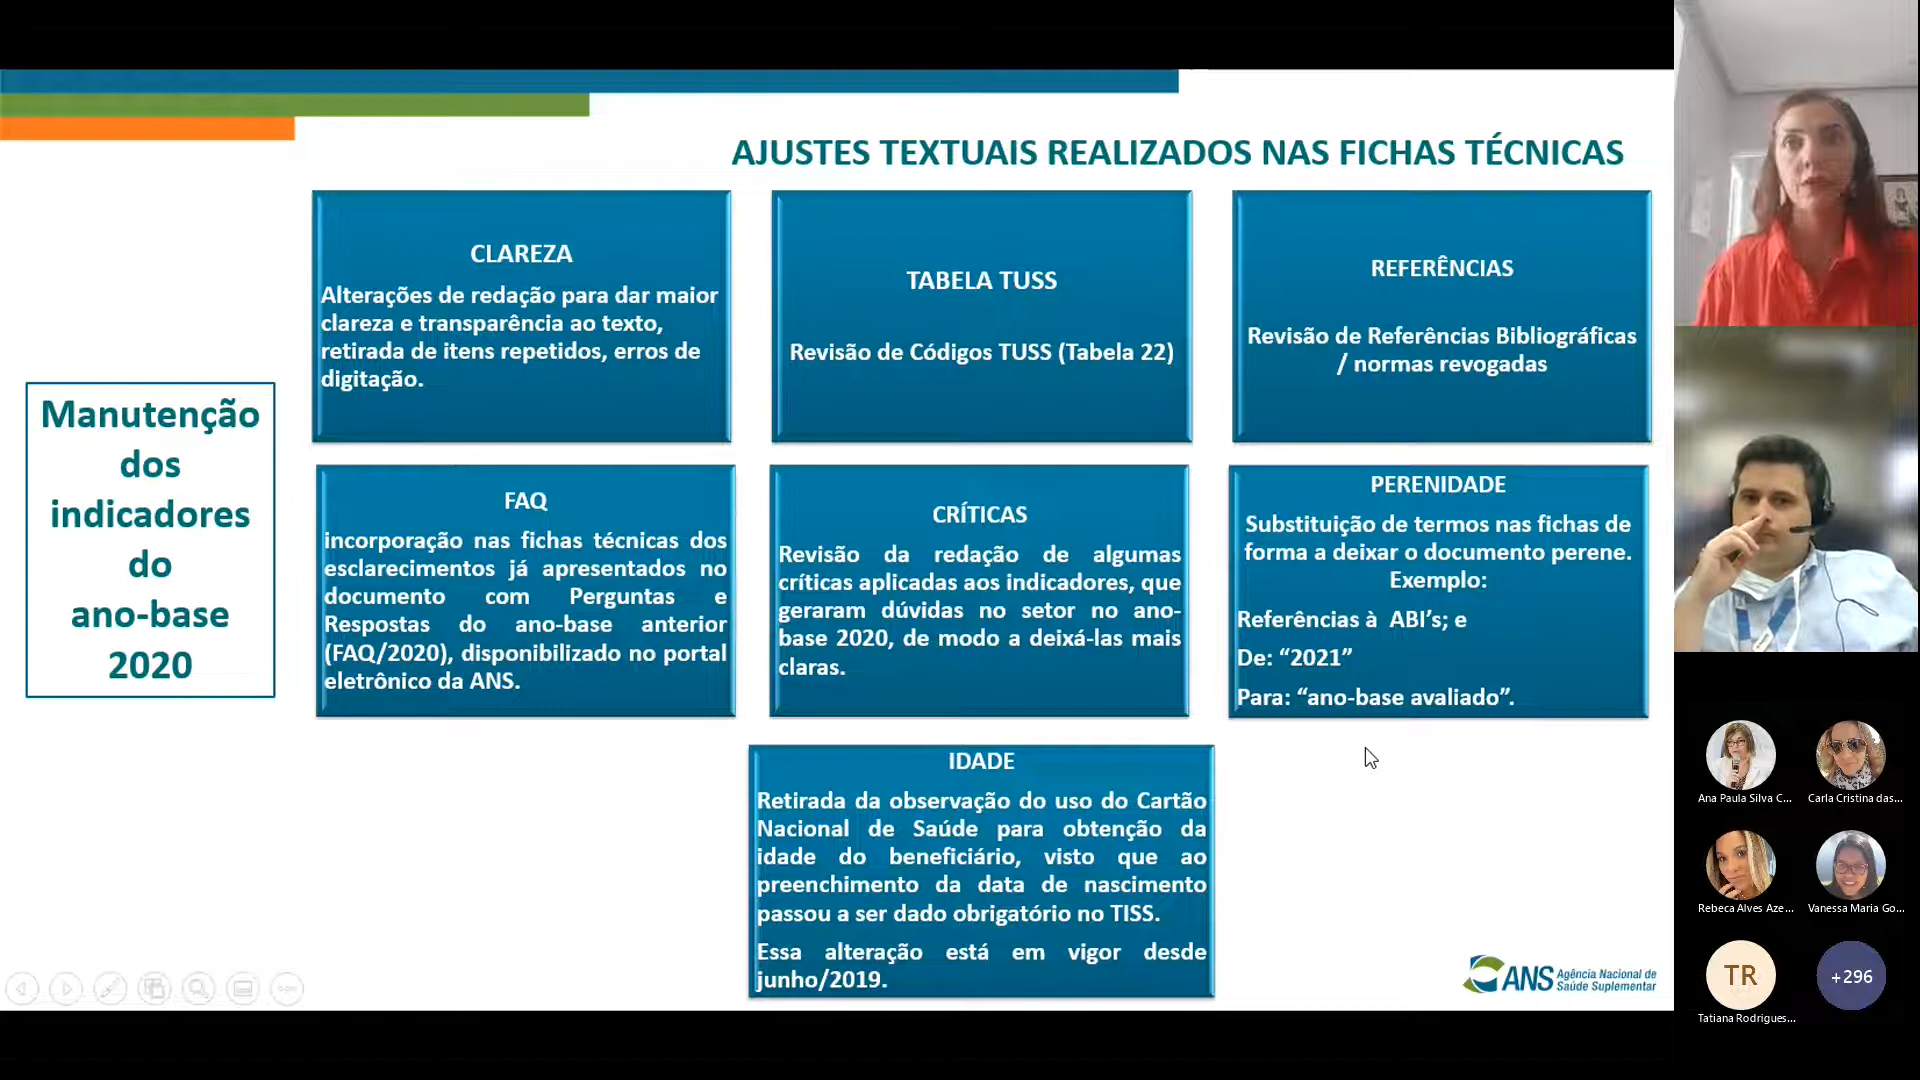 AJUSTES TEXTUAIS REALIZADOS NAS FICHAS TÉCNICAS
Manutenção
dos
indicadores
do
ano-base
2020
CLAREZA
Alterações de redação para dar maior
clareza e transparência ao texto,
retirada de itens repetidos, erros de
digitação.
TABELA TUSS
Revisão de Códigos TUSS (Tabela 22)
REFERÊNCIAS
Revisão de Referências Bibliográficas
/ normas revogadas
FAQ
incorporação nas fichas técnicas dos
esclarecimentos já apresentados no
documento com Perguntas e
Respostas do ano-base anterior
(FAQ/2020), disponibilizado no portal
eletrônico da ANS.
CRÍTICAS
Revisão da redação de algumas
críticas aplicadas aos indicadores, que
geraram dúvidas no setor no ano-
base 2020, de modo a deixá-las mais
claras.
PERENIDADE
Substituição de termos nas fichas de
forma a deixar o documento perene.
Exemplo:
Referências à ABI’s; e
De: “2021”
Para: “ano-base avaliado”.
IDADE
Retirada da observação do uso do Cartão
Nacional de Saúde para obtenção da
idade do beneficiário, visto que ao
preenchimento da data de nascimento
passou a ser dado obrigatório no TISS.
Essa alteração está em vigor desde
junho/2019.
ANS Agência Nacional de
Saúde Suplementar
Ana Paula Silva C...
Carla Cristina das...
Rebeca Alves Aze...
Vanessa Maria Go...
TR
+296
Tatiana Rodrigues...